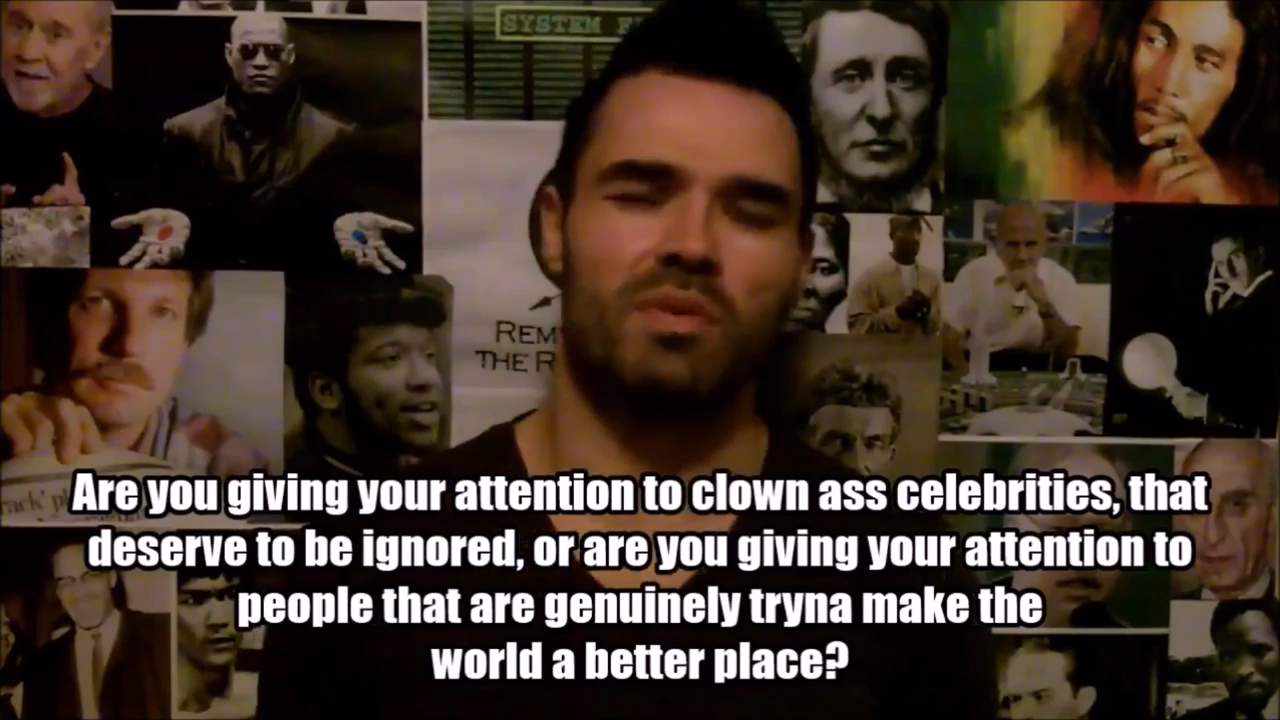 SYSTEM
REM
THE R
Are you giving your attention to clown ass celebrities, that
deserve to be ignored, or are you giving your attention to
people that are genuinely tryna make the
world a better place?